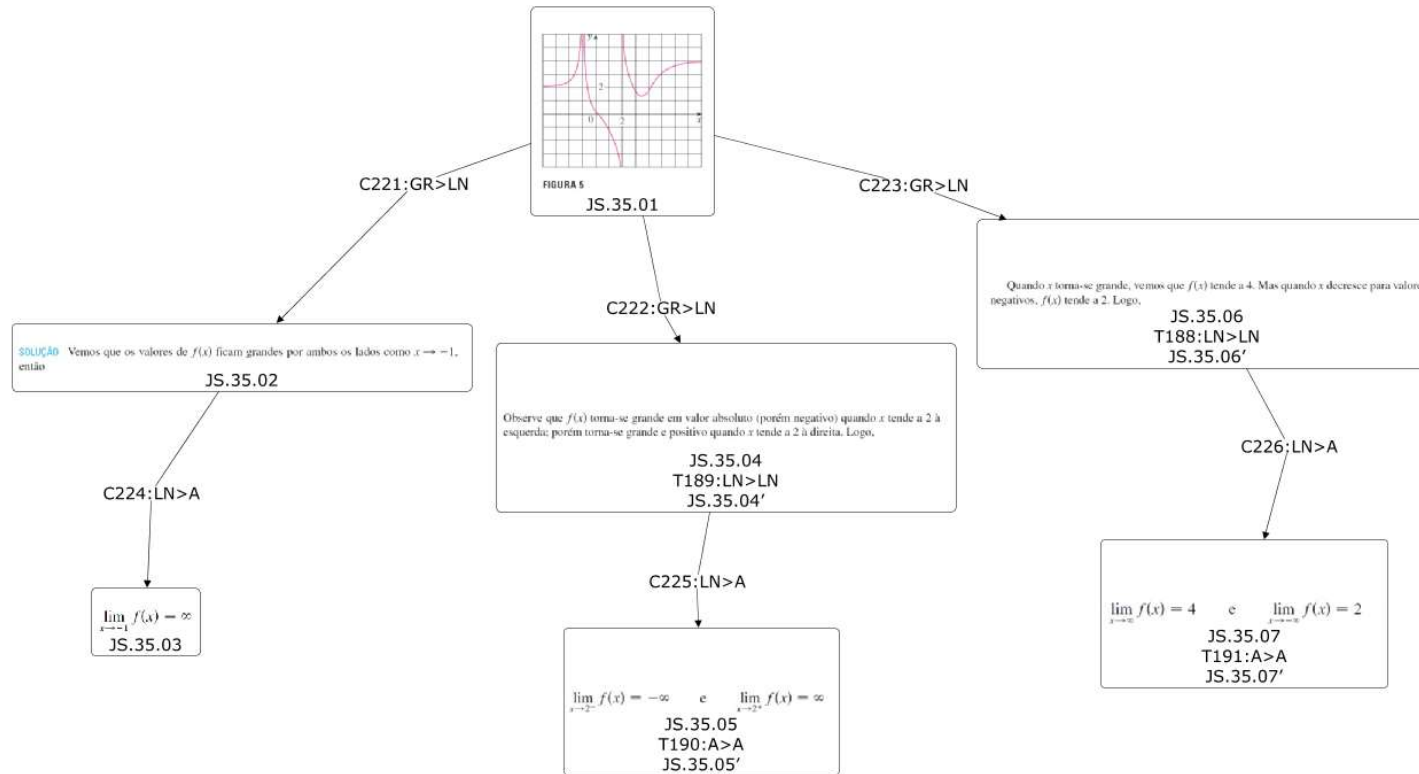 y
2
0
2
x
FIGURA 5
JS.35.01
C221:GR>LN
C223:GR>LN
C222:GR>LN
SOLUÇÃO Vemos que os valores de f(x) ficam grandes por ambos os lados como x → −1,
então
JS.35.02
Observe que f(x) torna-se grande em valor absoluto (porém negativo) quando x tende a 2 à
esquerda; porém torna-se grande e positivo quando x tende a 2 à direita. Logo,
JS.35.04
T189:LN>LN
JS.35.04′
Quando x torna-se grande, vemos que f(x) tende a 4. Mas quando x decresce para valore
negativos, f(x) tende a 2. Logo,
JS.35.06
T188:LN>LN
JS.35.06′
C224:LN>A
C225:LN>A
C226:LN>A
lim f(x) = ∞
x→−1
JS.35.03
lim f(x) = −∞ e lim f(x) = ∞
x→2⁻ x→2⁺
JS.35.05
T190:A>A
JS.35.05′
lim f(x) = 4 e lim f(x) = 2
x→∞ x→−∞
JS.35.07
T191:A>A
JS.35.07′